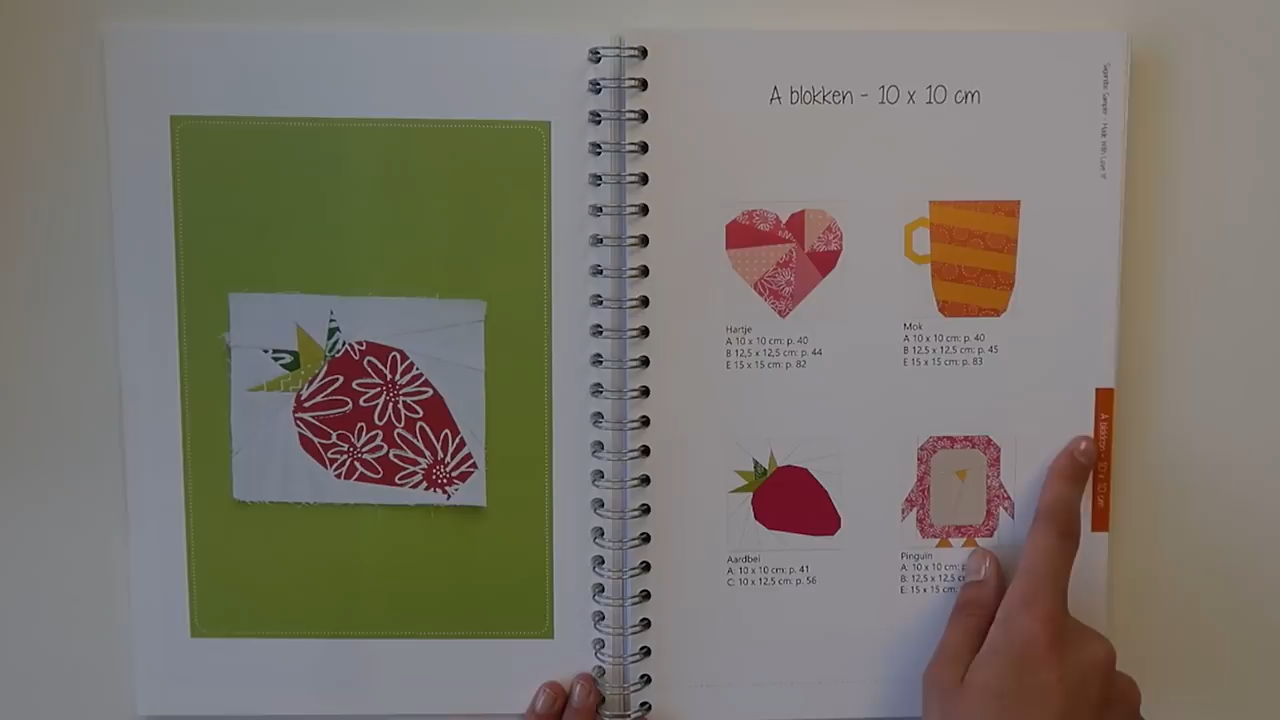 A blokken - 10 x 10 cm
Hartje
A 10 x 10 cm: p. 40
B 12,5 x 12,5 cm: p. 44
E 15 x 15 cm: p. 82
Mok
A 10 x 10 cm: p. 40
B 12,5 x 12,5 cm: p. 45
E 15 x 15 cm: p. 83
Aardbei
A: 10 x 10 cm: p. 41
C: 10 x 12,5 cm: p. 56
Pinguin
A: 10 x 10 cm:
B: 12,5 x 12,5
E: 15 x 15 cm:
A blokken - 10 x 10 cm